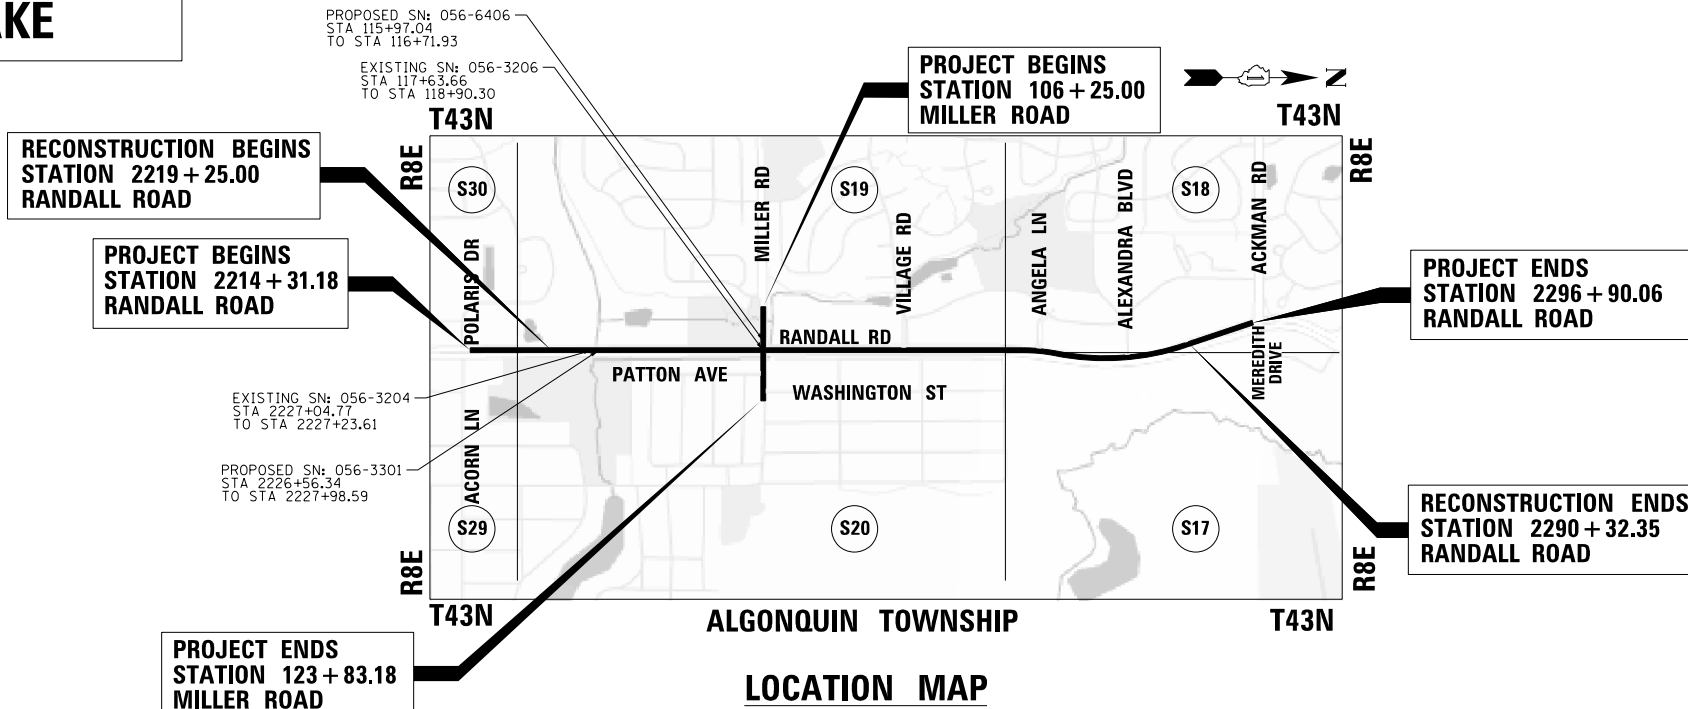 AKE
PROPOSED SN: 056-6406
STA 115+97.04
TO STA 116+71.93
EXISTING SN: 056-3206
STA 117+63.66
TO STA 118+90.30
PROJECT BEGINS
STATION 106+25.00
MILLER ROAD
N
T43N
T43N
RECONSTRUCTION BEGINS
STATION 2219+25.00
RANDALL ROAD
R8E
R8E
S30
S19
S18
MILLER RD
VILLAGE RD
ANGELA LN
ALEXANDRA BLVD
ACKMAN RD
POLARIS DR
PROJECT BEGINS
STATION 2214+31.18
RANDALL ROAD
PROJECT ENDS
STATION 2296+90.06
RANDALL ROAD
RANDALL RD
PATTON AVE
WASHINGTON ST
MEREDITH
DRIVE
EXISTING SN: 056-3204
STA 2227+04.77
TO STA 2227+23.61
PROPOSED SN: 056-3301
STA 2226+56.34
TO STA 2227+98.59
ACORN LN
S29
S20
S17
RECONSTRUCTION ENDS
STATION 2290+32.35
RANDALL ROAD
R8E
R8E
T43N
ALGONQUIN TOWNSHIP
T43N
PROJECT ENDS
STATION 123+83.18
MILLER ROAD
LOCATION MAP